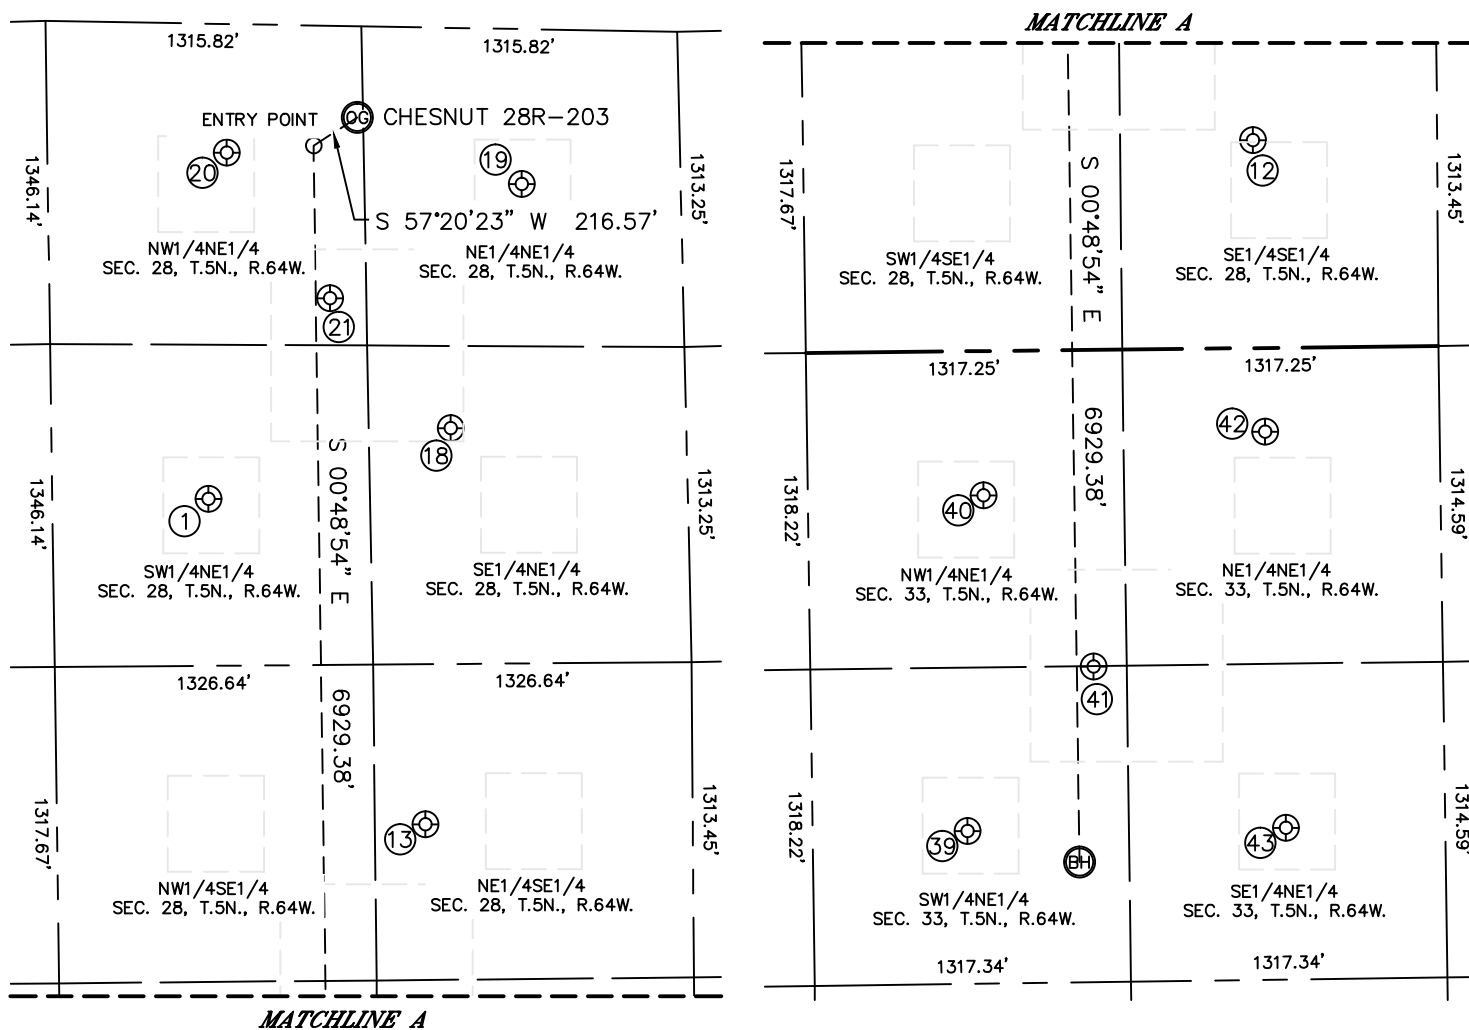 1315.82'
1315.82'
ENTRY POINT
OG
CHESNUT 28R-203
20
19
1346.14'
1313.25'
S 57°20'23" W 216.57'
NW1/4NE1/4
SEC. 28, T.5N., R.64W.
NE1/4NE1/4
SEC. 28, T.5N., R.64W.
21
18
1
1346.14'
S 00°48'54" E
1313.25'
SW1/4NE1/4
SEC. 28, T.5N., R.64W.
SE1/4NE1/4
SEC. 28, T.5N., R.64W.
1326.64'
1326.64'
6929.38'
1317.67'
13
1313.45'
NW1/4SE1/4
SEC. 28, T.5N., R.64W.
NE1/4SE1/4
SEC. 28, T.5N., R.64W.
MATCHLINE A
MATCHLINE A
1317.67'
S 00°48'54" E
12
1313.45'
SW1/4SE1/4
SEC. 28, T.5N., R.64W.
SE1/4SE1/4
SEC. 28, T.5N., R.64W.
1317.25'
1317.25'
6929.38'
42
40
1318.22'
1314.59'
NW1/4NE1/4
SEC. 33, T.5N., R.64W.
NE1/4NE1/4
SEC. 33, T.5N., R.64W.
41
1318.22'
39
BH
43
1314.59'
SW1/4NE1/4
SEC. 33, T.5N., R.64W.
SE1/4NE1/4
SEC. 33, T.5N., R.64W.
1317.34'
1317.34'